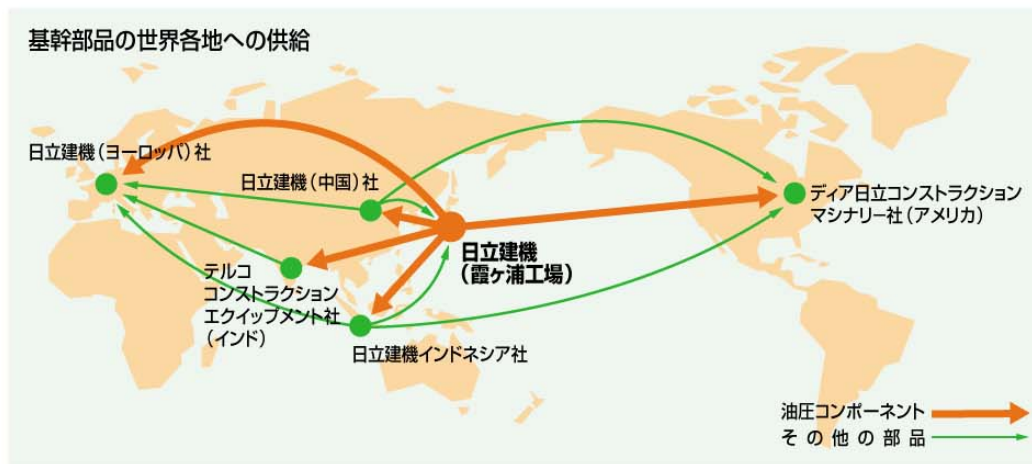 基幹部品の世界各地への供給
日立建機(ヨーロッパ)社
日立建機(中国)社
ディア日立コンストラクション
マシナリー社(アメリカ)
日立建機
(霞ヶ浦工場)
テルコ
コンストラクション
エクイップメント社
(インド)
日立建機インドネシア社
油圧コンポーネント
その他の部品